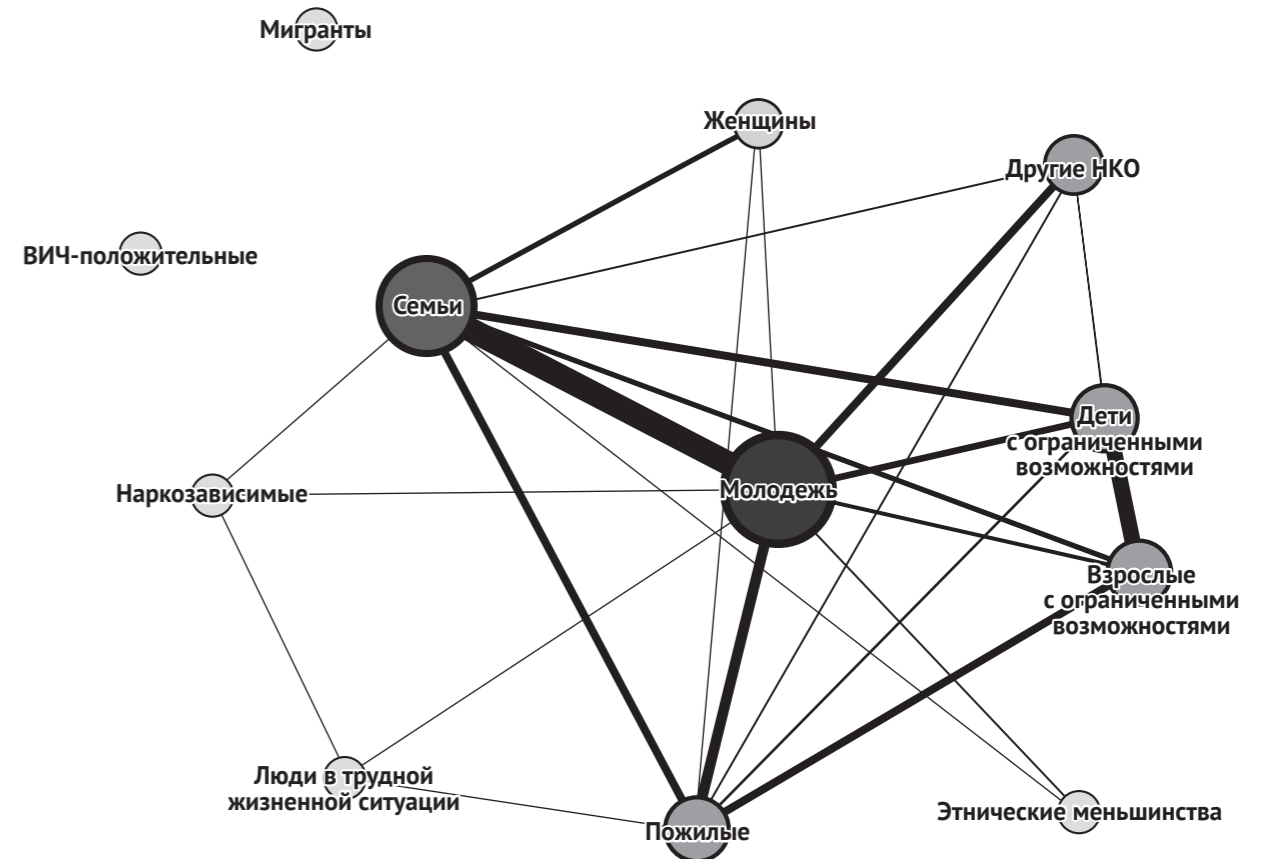 Мигранты
Женщины
Другие НКО
ВИЧ-положительные
Семьи
Дети
с ограниченными
возможностями
Молодежь
Наркозависимые
Взрослые
с ограниченными
возможностями
Люди в трудной
жизненной ситуации
Этнические меньшинства
Пожилые